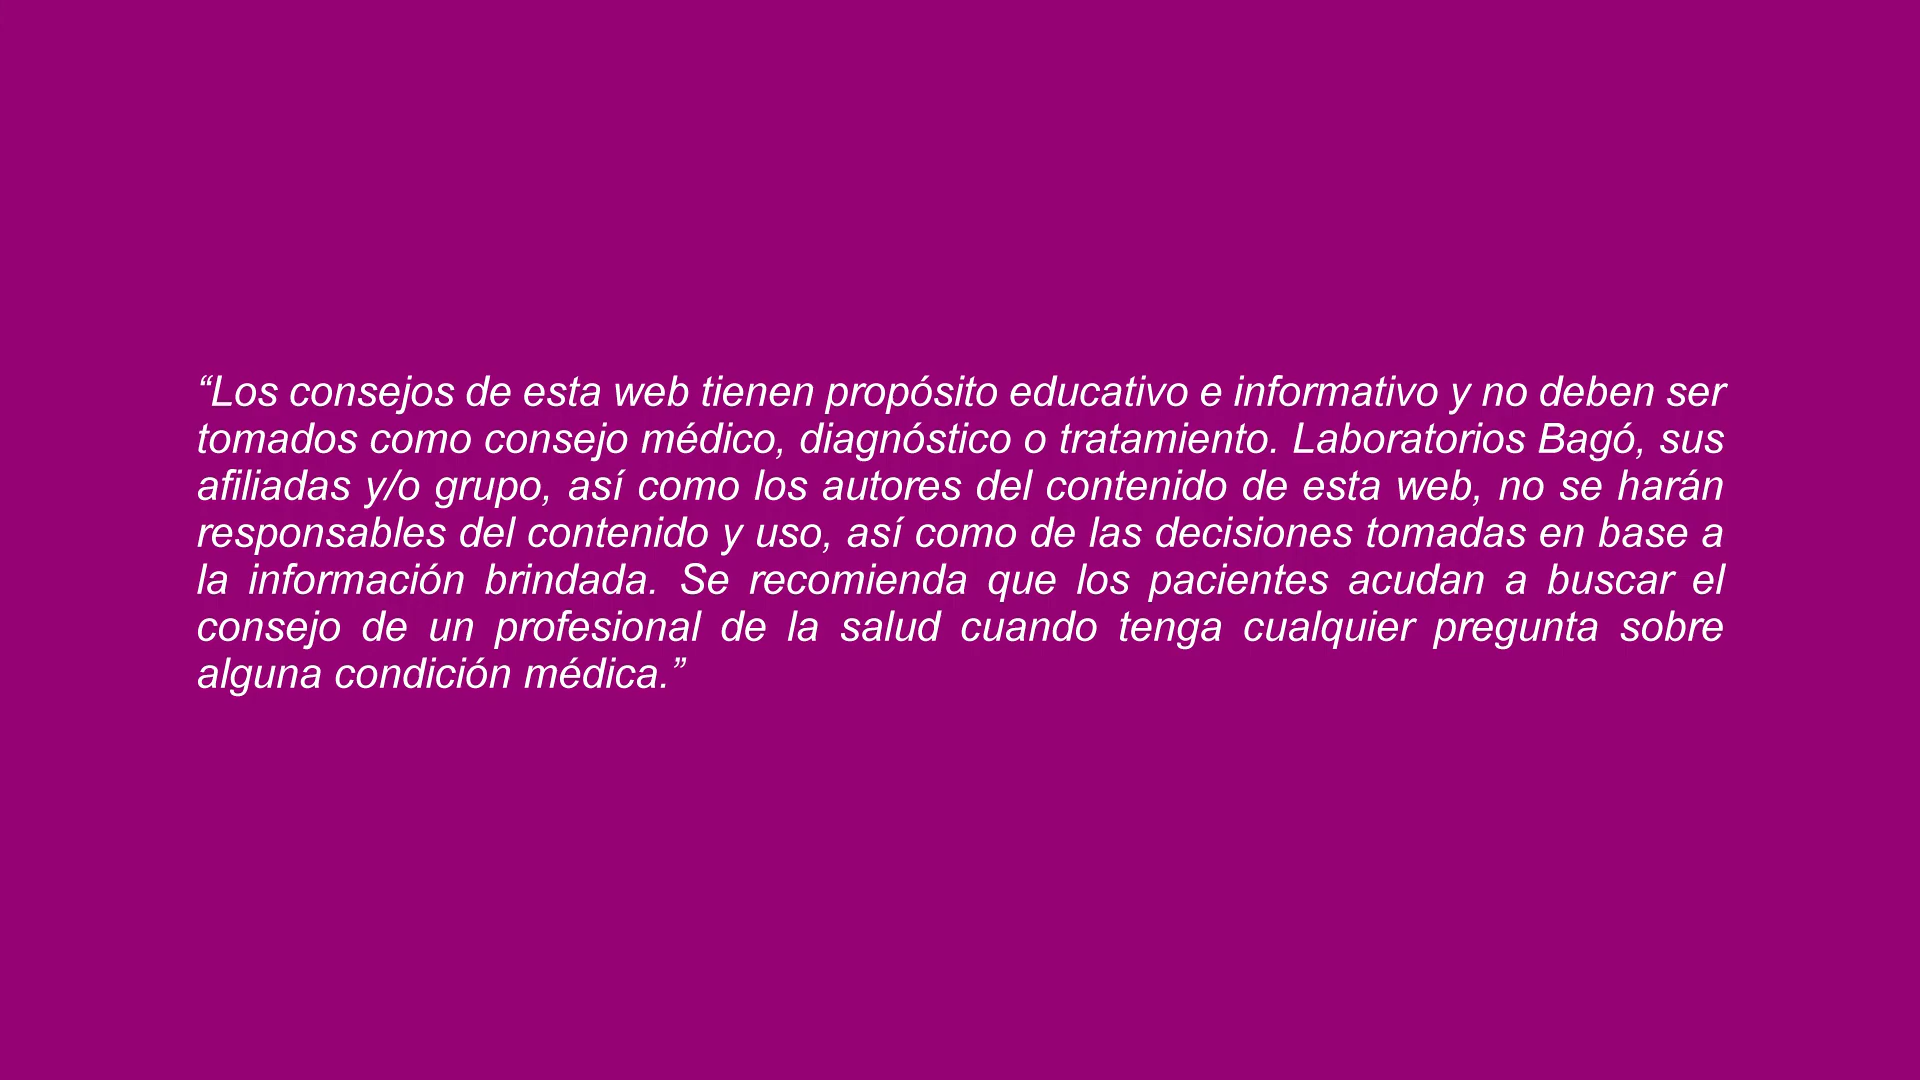 “Los consejos de esta web tienen propósito educativo e informativo y no deben ser
tomados como consejo médico, diagnóstico o tratamiento. Laboratorios Bagó, sus
afiliadas y/o grupo, así como los autores del contenido de esta web, no se harán
responsables del contenido y uso, así como de las decisiones tomadas en base a
la información brindada. Se recomienda que los pacientes acudan a buscar el
consejo de un profesional de la salud cuando tenga cualquier pregunta sobre
alguna condición médica.”